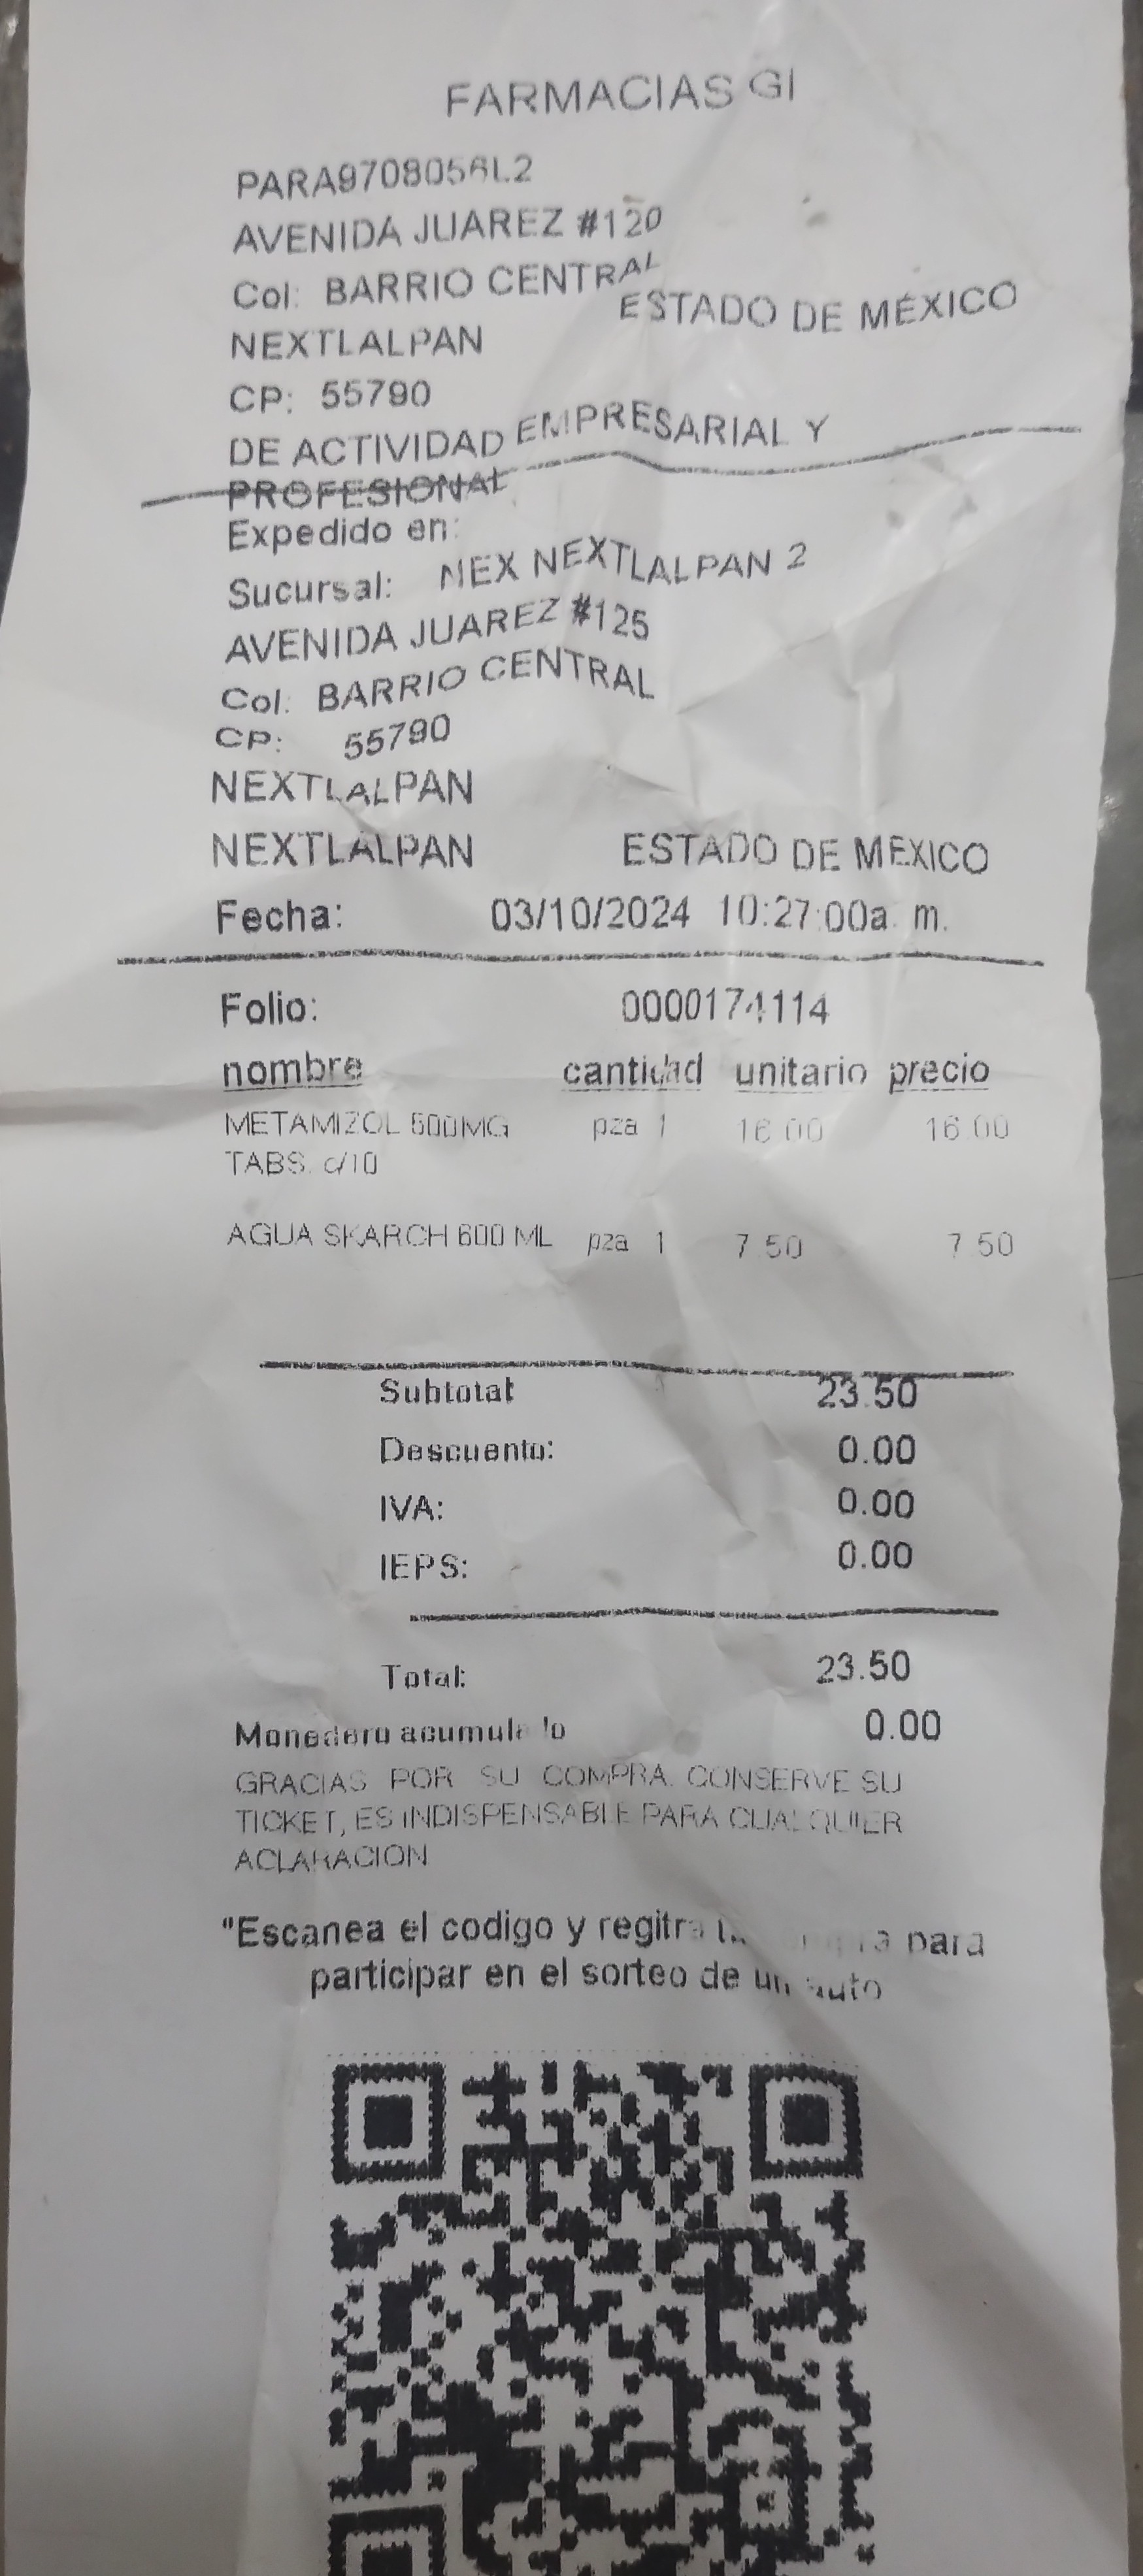 FARMACIAS GI
PARA9708056L2
AVENIDA JUAREZ #120
Col: BARRIO CENTRAL
NEXTLALPAN ESTADO DE MÉXICO
CP: 55790
DE ACTIVIDAD EMPRESARIAL Y
PROFESIONAL
Expedido en:
Sucursal: MEX NEXTLALPAN 2
AVENIDA JUAREZ #125
Col: BARRIO CENTRAL
CP: 55790
NEXTLALPAN
NEXTLALPAN ESTADO DE MEXICO
Fecha: 03/10/2024 10:27:00a. m.
Folio: 0000174114
nombre cantidad unitario precio
METAMIZOL 500MG pza 1 16.00 16.00
TABS. c/10
AGUA SKARCH 600 ML pza 1 7.50 7.50
Subtotal 23.50
Descuento: 0.00
IVA: 0.00
IEPS: 0.00
Total: 23.50
Monedero acumulado 0.00
GRACIAS POR SU COMPRA. CONSERVE SU
TICKET, ES INDISPENSABLE PARA CUALQUIER
ACLARACION
"Escanea el codigo y regitra para
participar en el sorteo de un auto